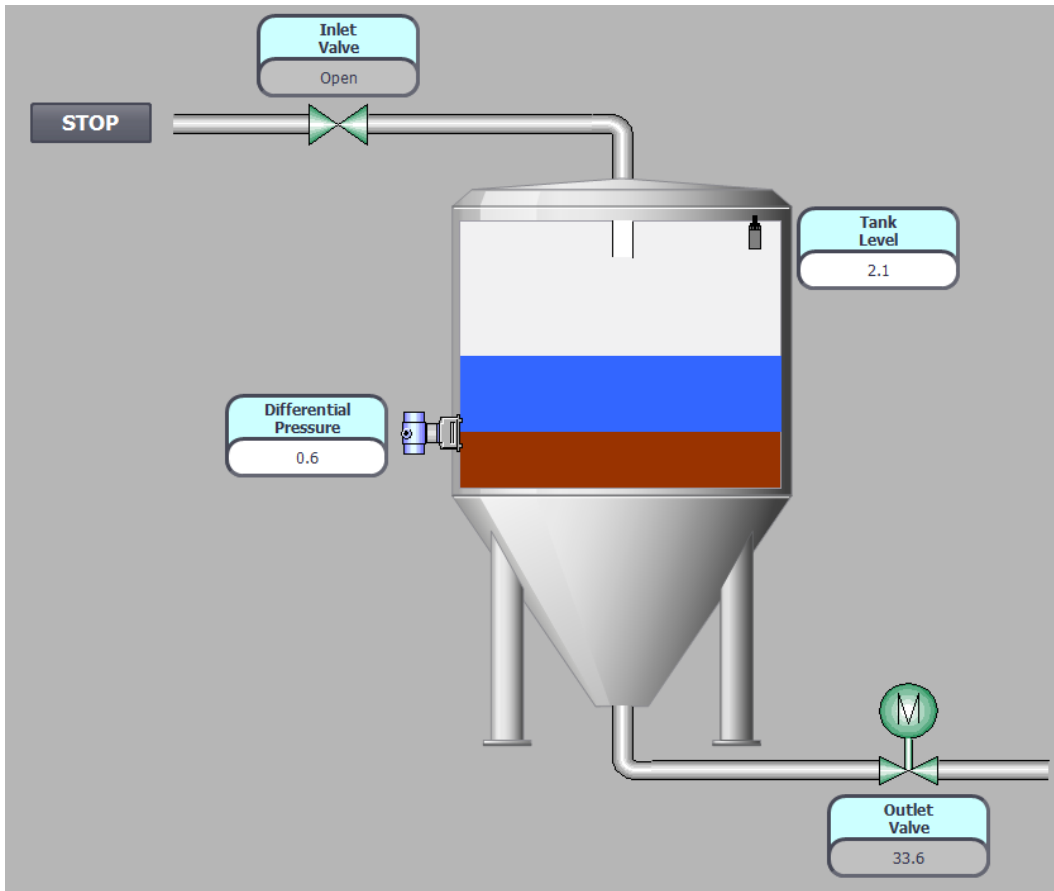 Inlet
Valve
Open
STOP
Tank
Level
2.1
Differential
Pressure
0.6
M
Outlet
Valve
33.6